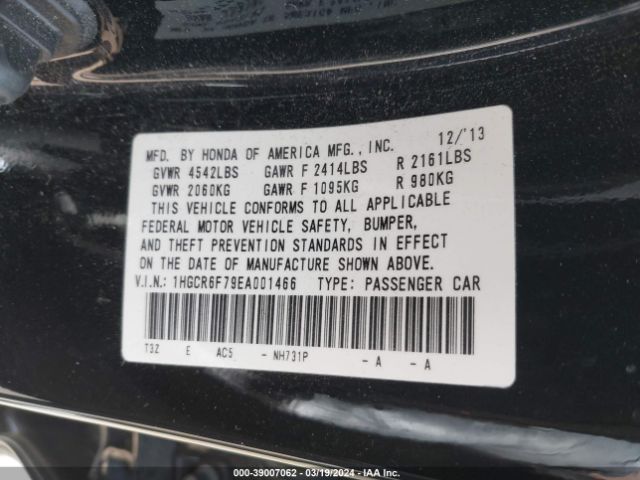 MFD. BY HONDA OF AMERICA MFG., INC. 12/'13
GVWR 4542LBS GAWR F 2414LBS R 2161LBS
GVWR 2060KG GAWR F 1095KG R 980KG
THIS VEHICLE CONFORMS TO ALL APPLICABLE
FEDERAL MOTOR VEHICLE SAFETY, BUMPER,
AND THEFT PREVENTION STANDARDS IN EFFECT
ON THE DATE OF MANUFACTURE SHOWN ABOVE.
V.I.N.: 1HGCR6F79EA001466 TYPE: PASSENGER CAR
T3Z E AC5 - NH731P - A - A
000-39007062 - 03/19/2024 - IAA Inc.